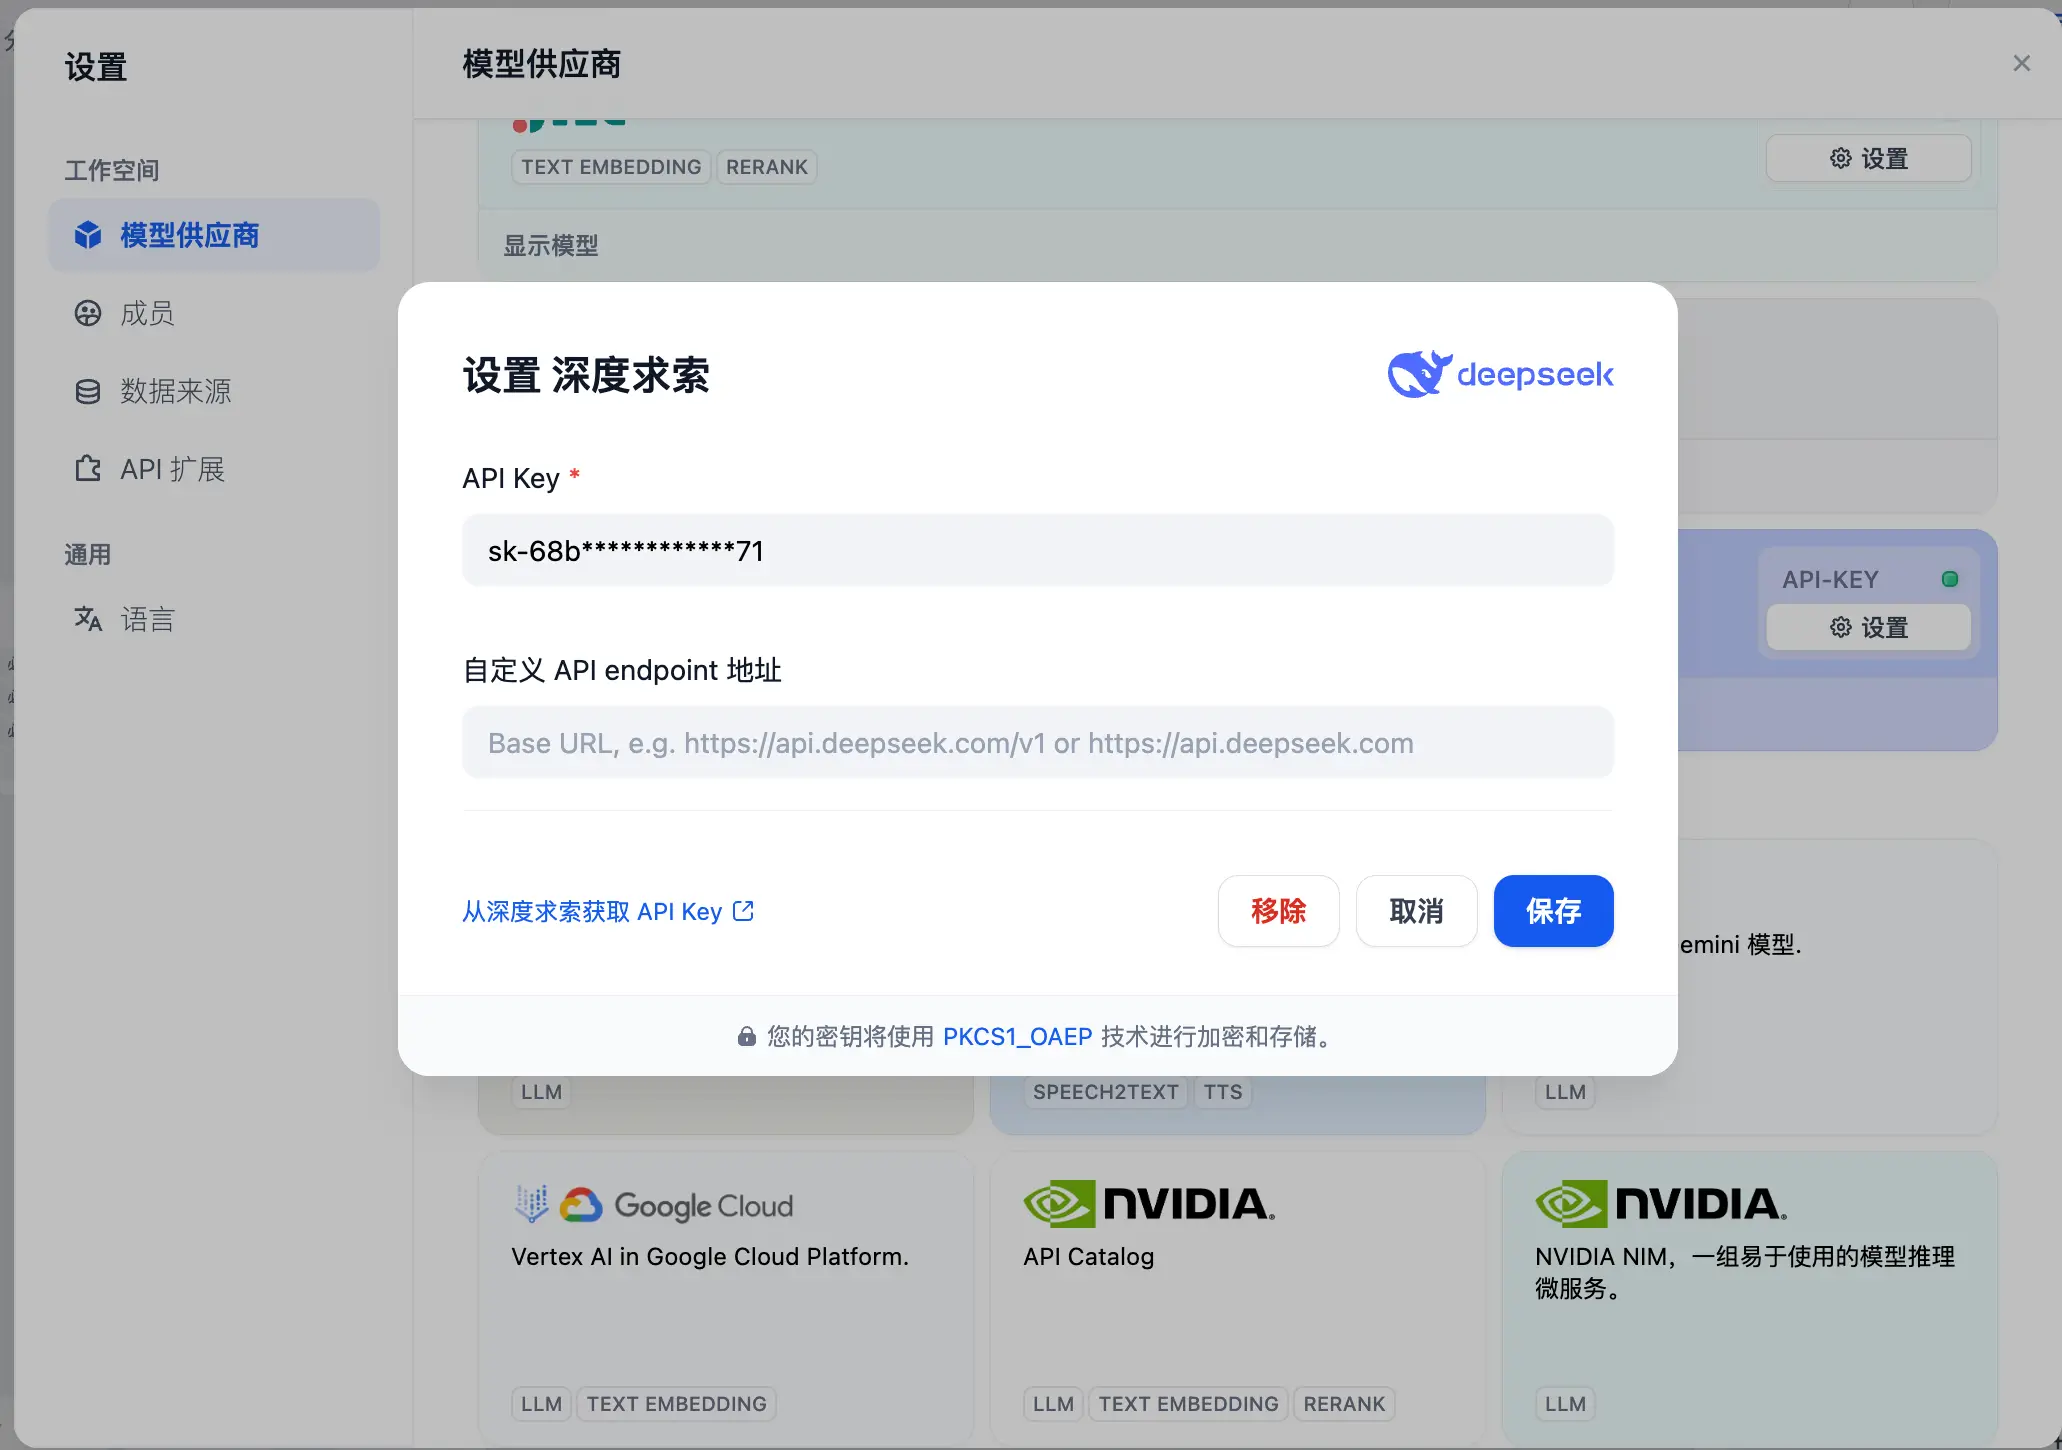 设置
工作空间
模型供应商
成员
数据来源
API 扩展
通用
语言
模型供应商
TEXT EMBEDDING
RERANK
设置
显示模型
设置 深度求索
deepseek
API Key *
sk-68b************71
自定义 API endpoint 地址
Base URL, e.g. https://api.deepseek.com/v1 or https://api.deepseek.com
从深度求索获取 API Key
移除
取消
保存
您的密钥将使用 PKCS1_OAEP 技术进行加密和存储。
API-KEY
设置
emini 模型.
LLM
SPEECH2TEXT
TTS
LLM
Google Cloud
Vertex AI in Google Cloud Platform.
LLM
TEXT EMBEDDING
NVIDIA.
API Catalog
LLM
TEXT EMBEDDING
RERANK
NVIDIA.
NVIDIA NIM，一组易于使用的模型推理
微服务。
LLM